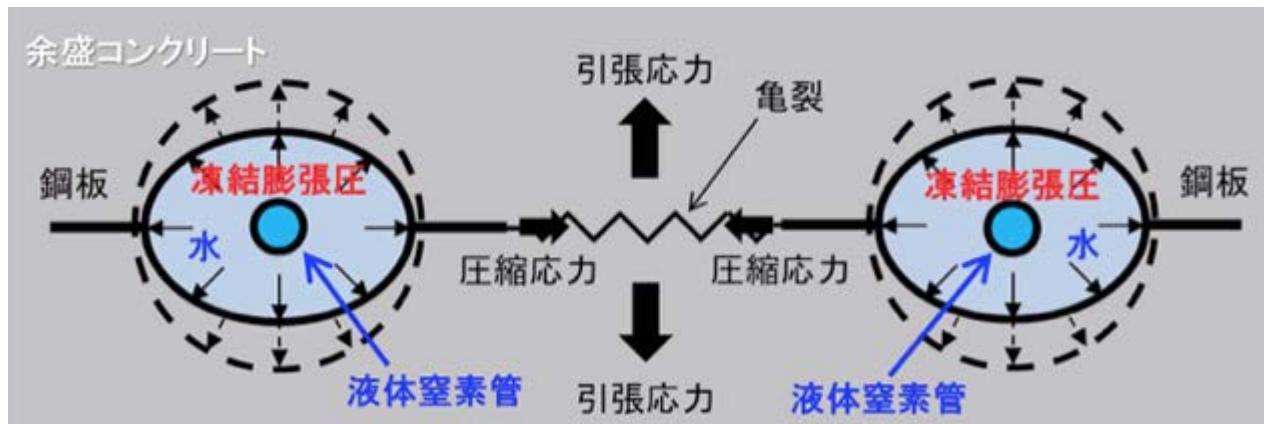 余盛コンクリート
引張応力
亀裂
鋼板
凍結膨張圧
凍結膨張圧
鋼板
水
水
圧縮応力
圧縮応力
液体窒素管
引張応力
液体窒素管